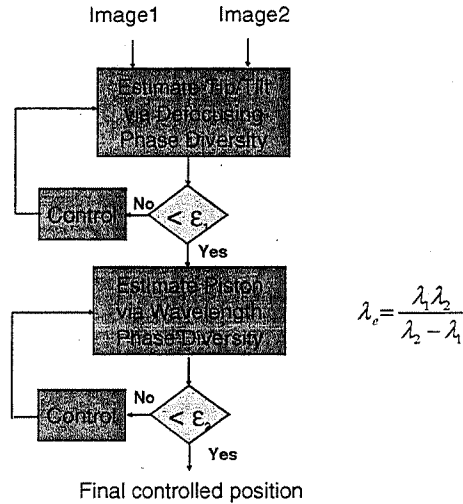 Image1 Image2
Estimate Tip/Tilt
via Defocusing
Phase Diversity
No
Control
< ε₁
Yes
Estimate Piston
via Wavelength
Phase Diversity
λₑ = λ₁λ₂ / (λ₂ − λ₁)
No
Control
< ε₂
Yes
Final controlled position